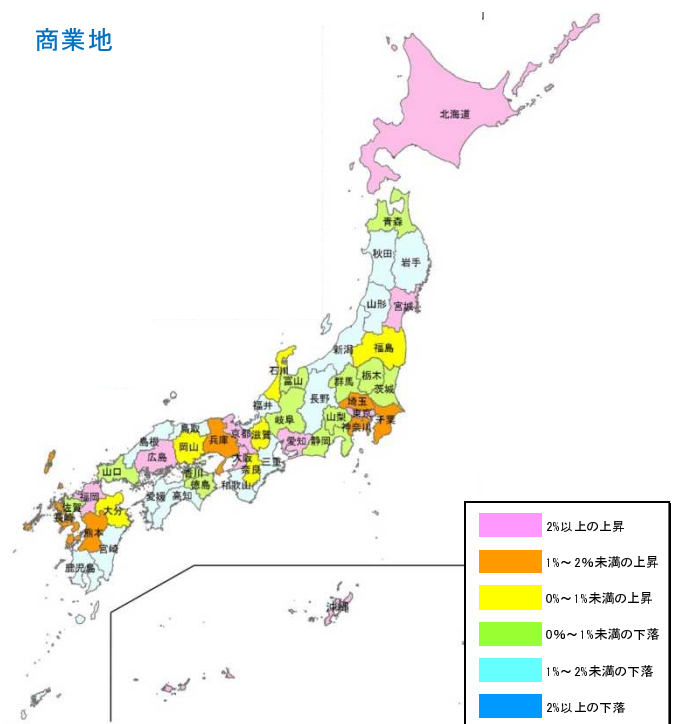 商業地
北海道
青森
秋田
岩手
山形
宮城
新潟
福島
石川
富山
群馬
栃木
茨城
長野
福井
岐阜
山梨
埼玉
東京
千葉
神奈川
鳥取
京都
滋賀
愛知
静岡
島根
岡山
兵庫
大阪
奈良
三重
広島
山口
香川
徳島
和歌山
愛媛
高知
福岡
佐賀
長崎
大分
熊本
宮崎
鹿児島
沖縄
2%以上の上昇
1%~2%未満の上昇
0%~1%未満の上昇
0%~1%未満の下落
1%~2%未満の下落
2%以上の下落